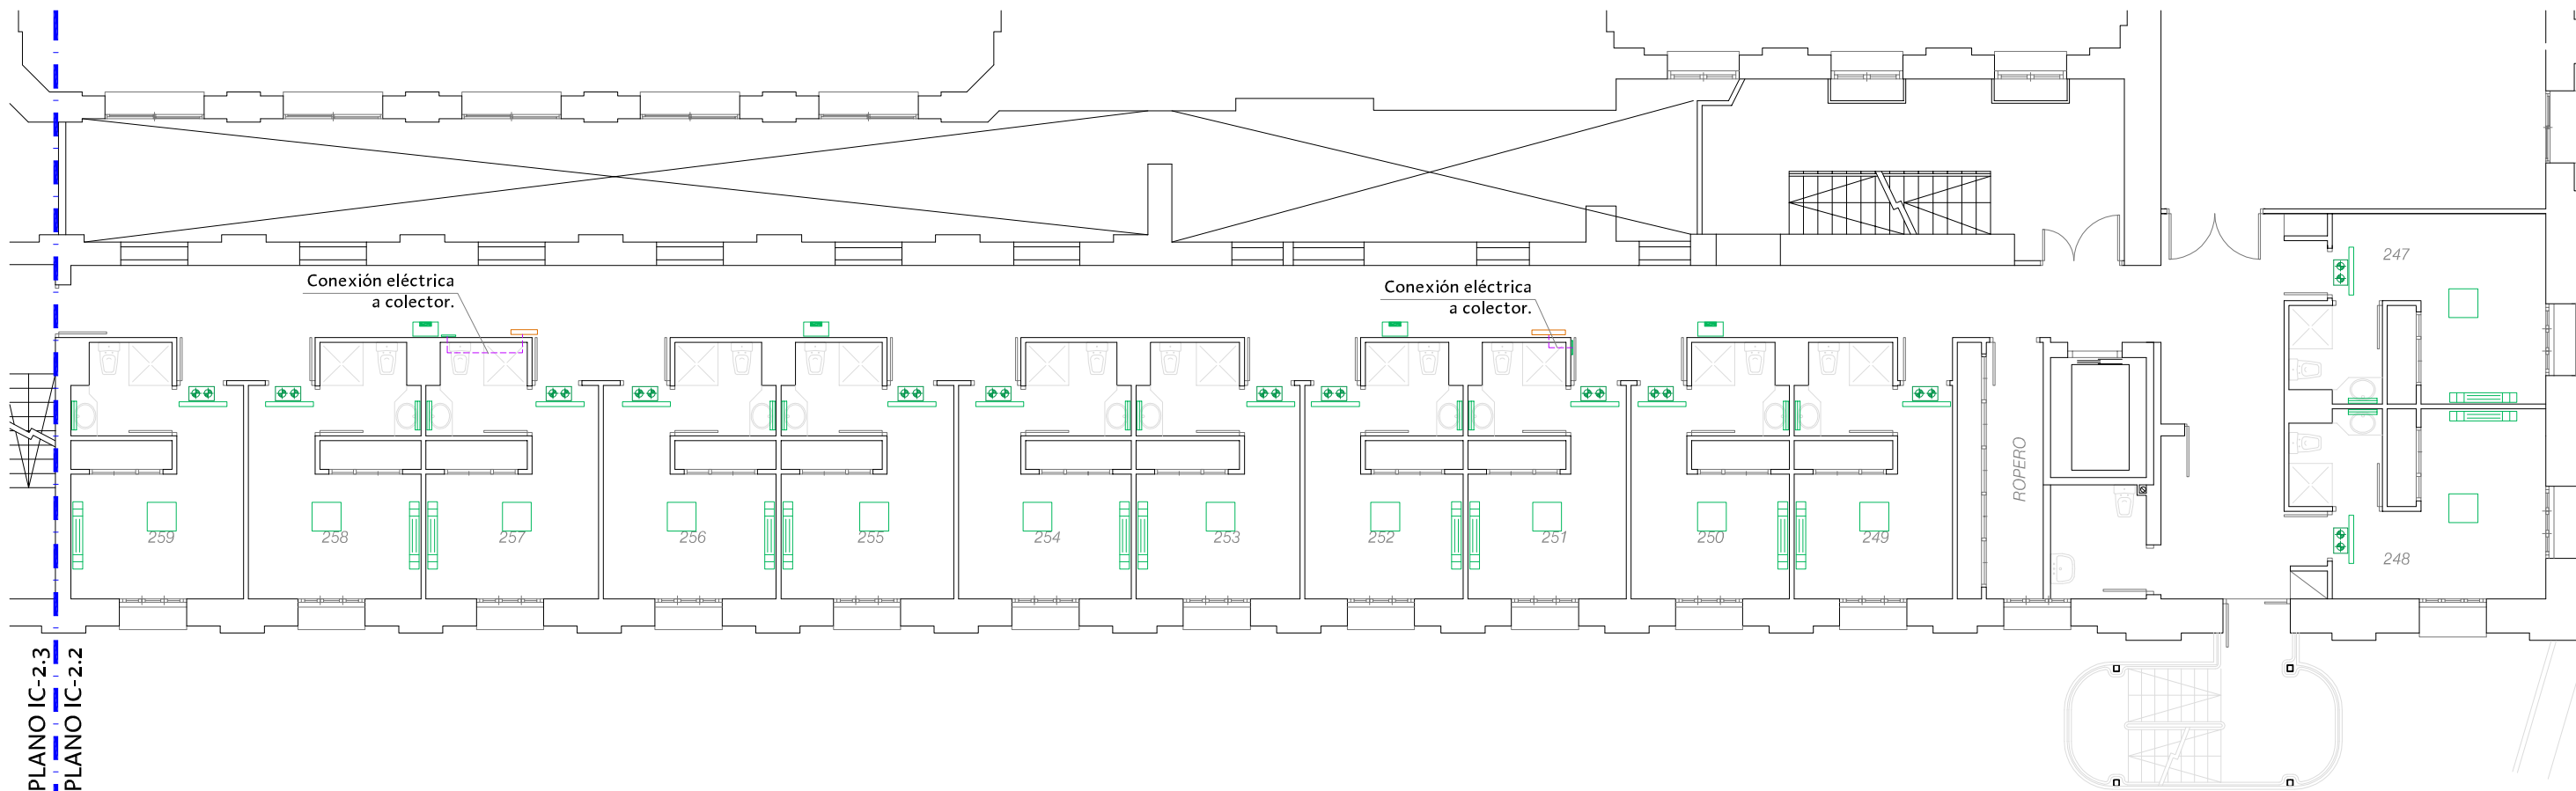 247
Conexión eléctrica
a colector.
Conexión eléctrica
a colector.
ROPERO
259
258
257
256
255
254
253
252
251
250
249
248
PLANO IC-2.3
PLANO IC-2.2